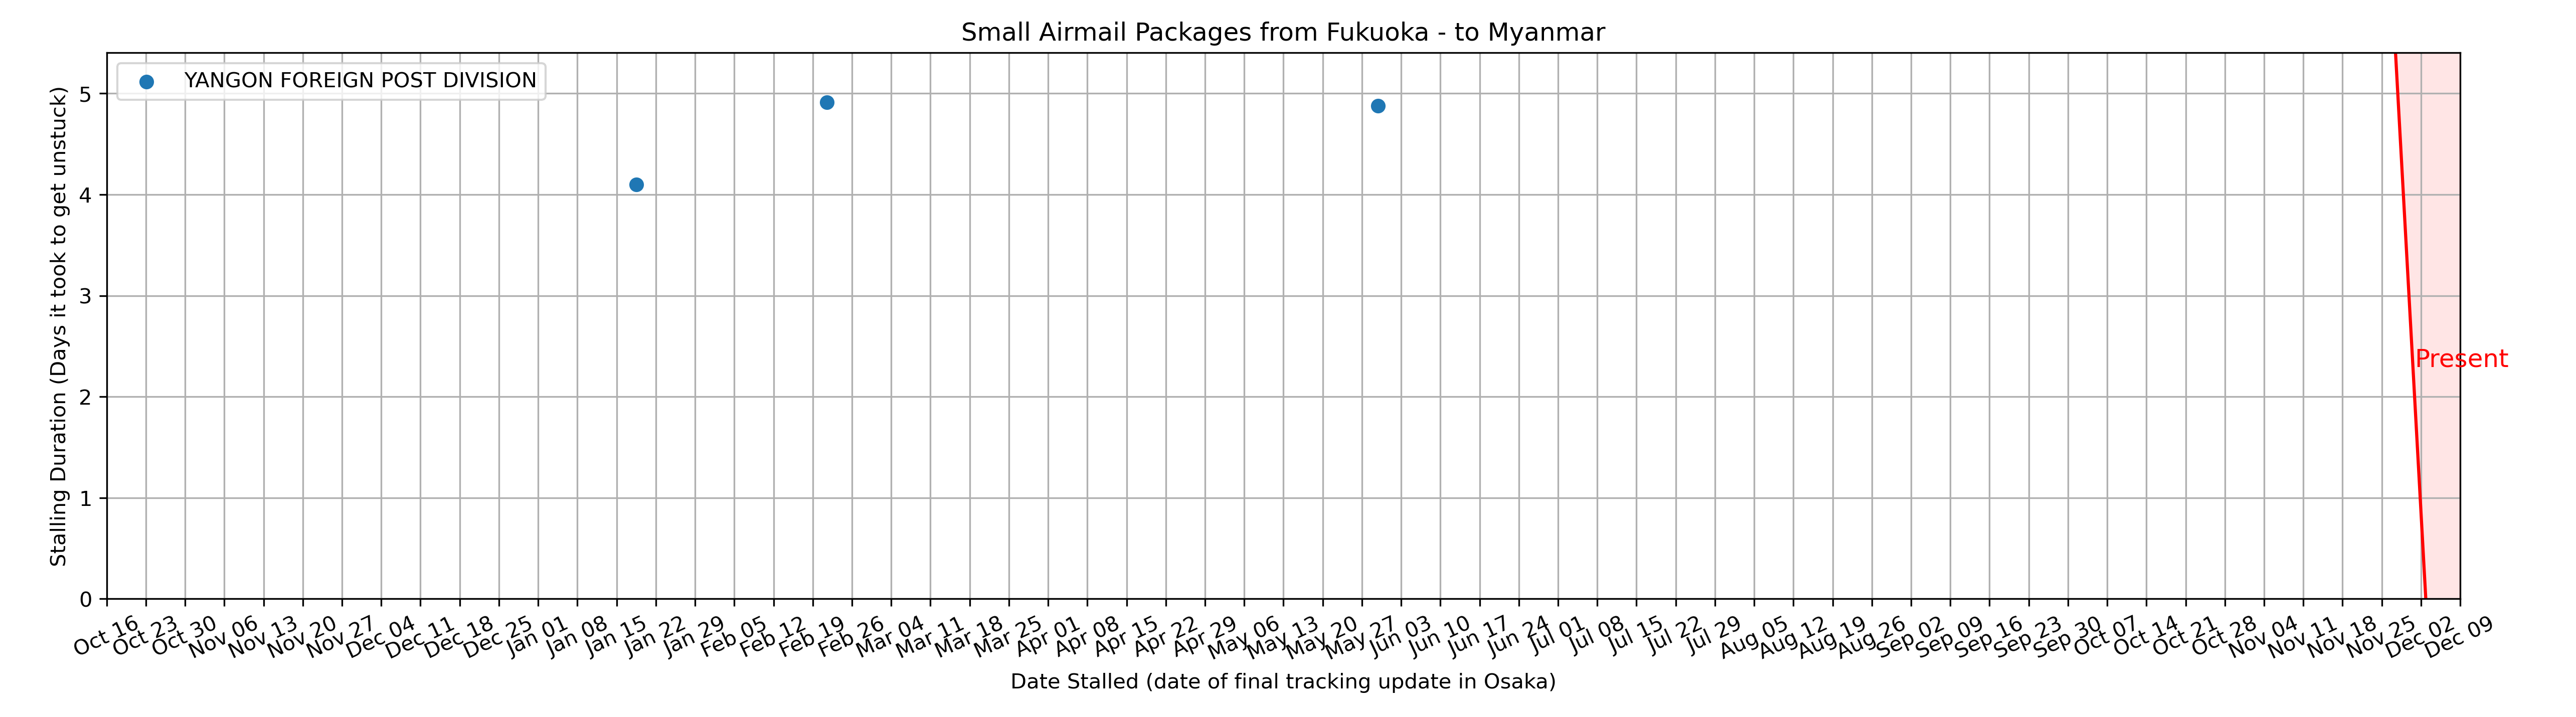 Small Airmail Packages from Fukuoka - to Myanmar
YANGON FOREIGN POST DIVISION
Stalling Duration (Days it took to get unstuck)
5
4
3
2
1
0
Present
Oct 16 Oct 23 Oct 30 Nov 06 Nov 13 Nov 20 Nov 27 Dec 04 Dec 11 Dec 18 Dec 25 Jan 01 Jan 08 Jan 15 Jan 22 Jan 29 Feb 05 Feb 12 Feb 19 Feb 26 Mar 04 Mar 11 Mar 18 Mar 25 Apr 01 Apr 08 Apr 15 Apr 22 Apr 29 May 06 May 13 May 20 May 27 Jun 03 Jun 10 Jun 17 Jun 24 Jul 01 Jul 08 Jul 15 Jul 22 Jul 29 Aug 05 Aug 12 Aug 19 Aug 26 Sep 02 Sep 09 Sep 16 Sep 23 Sep 30 Oct 07 Oct 14 Oct 21 Oct 28 Nov 04 Nov 11 Nov 18 Nov 25 Dec 02 Dec 09
Date Stalled (date of final tracking update in Osaka)